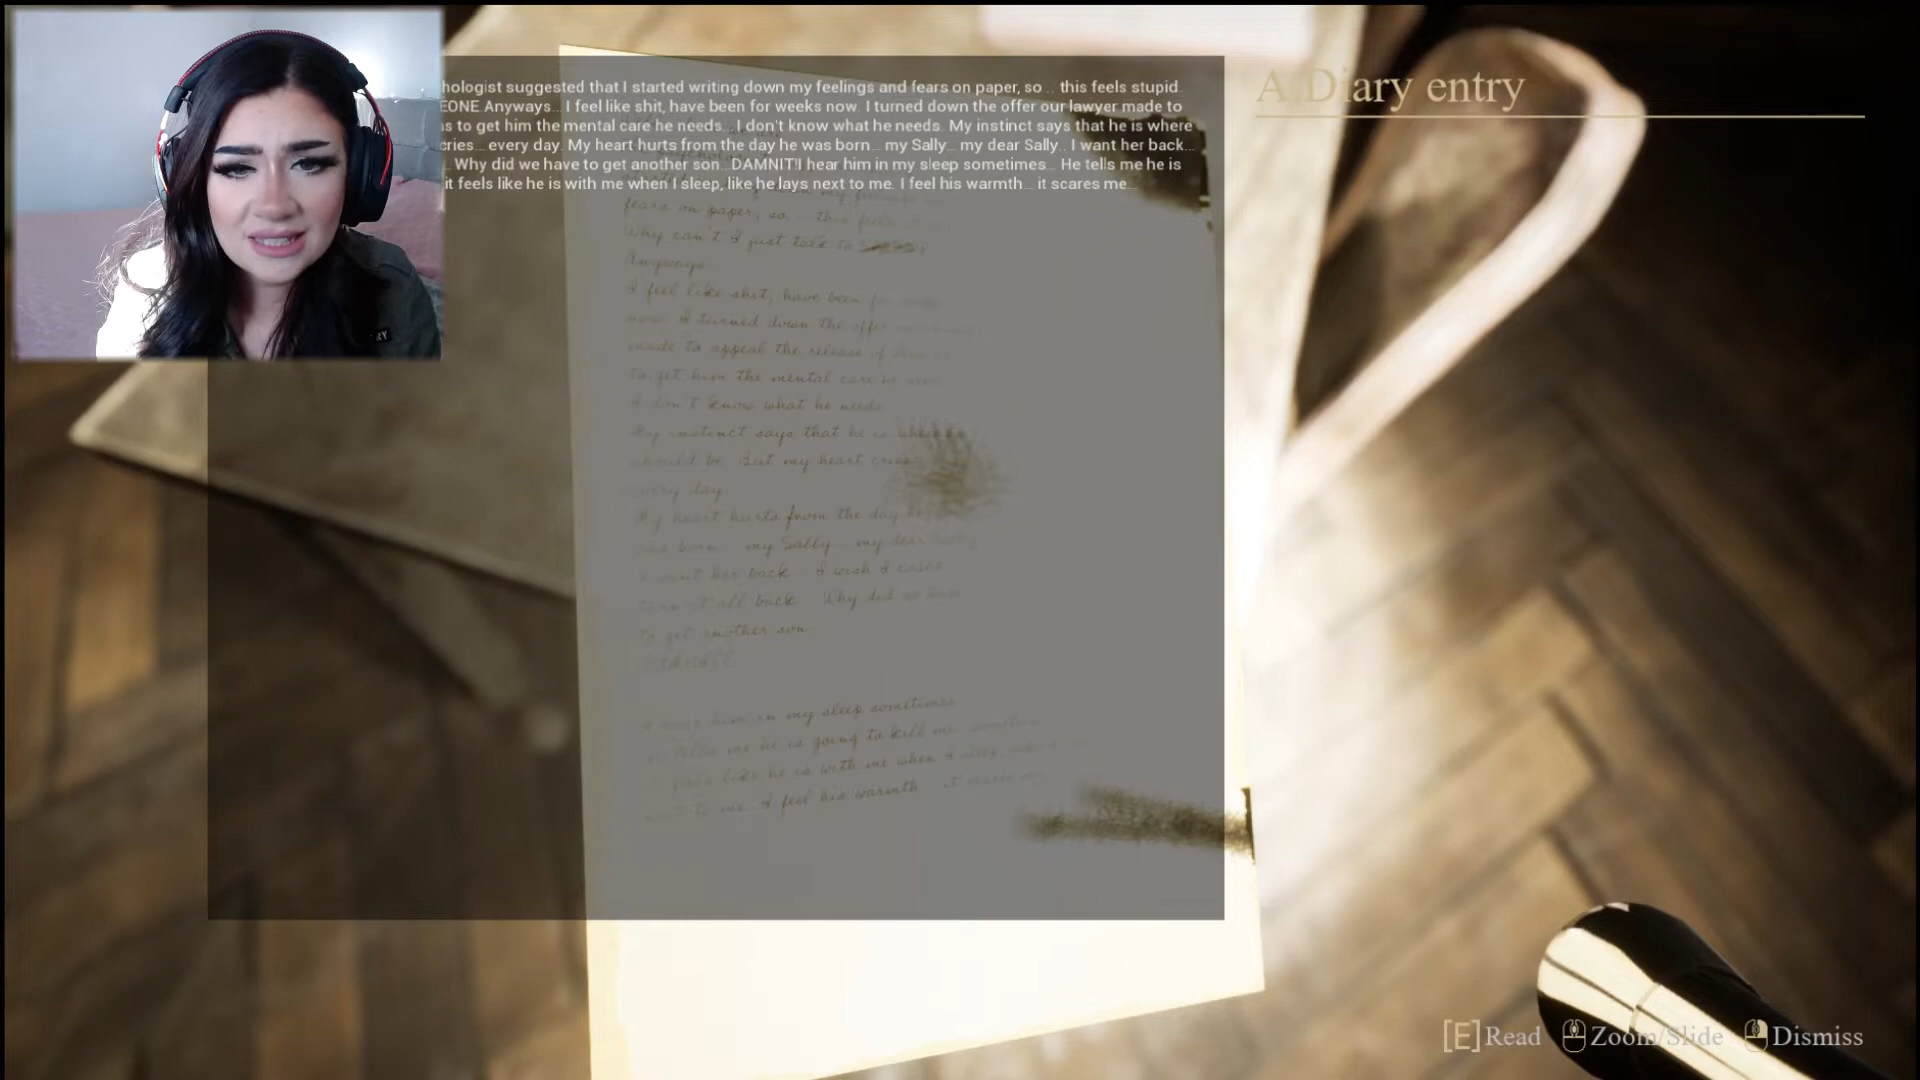 A Diary entry
hologist suggested that I started writing down my feelings and fears on paper, so... this feels stupid.
EONE Anyways... I feel like shit, have been for weeks now. I turned down the offer our lawyer made to
s to get him the mental care he needs... I don't know what he needs. My instinct says that he is where
cries... every day. My heart hurts from the day he was born... my Sally... my dear Sally.. I want her back...
. Why did we have to get another son.. DAMNIT!I hear him in my sleep sometimes... He tells me he is
it feels like he is with me when I sleep, like he lays next to me. I feel his warmth... it scares me...
fears on paper, so this feels
Why can't I just talk to
Anyways
I feel like shit, have been for
now I turned down the offer
made to appeal the release of
to get him the mental care he
I don't know what he needs
My instinct says that he is where
should be But my heart cries
every day
My heart hurts from the day he
was born my Sally my dear Sally
I want her back I wish I could
turn it all back Why did we have
to get another son
DAMNIT
I hear him in my sleep sometimes
He tells me he is going to kill me sometimes
feels like he is with me when I sleep
next to me I feel his warmth it scares
RY
[E]Read Zoom/Slide Dismiss